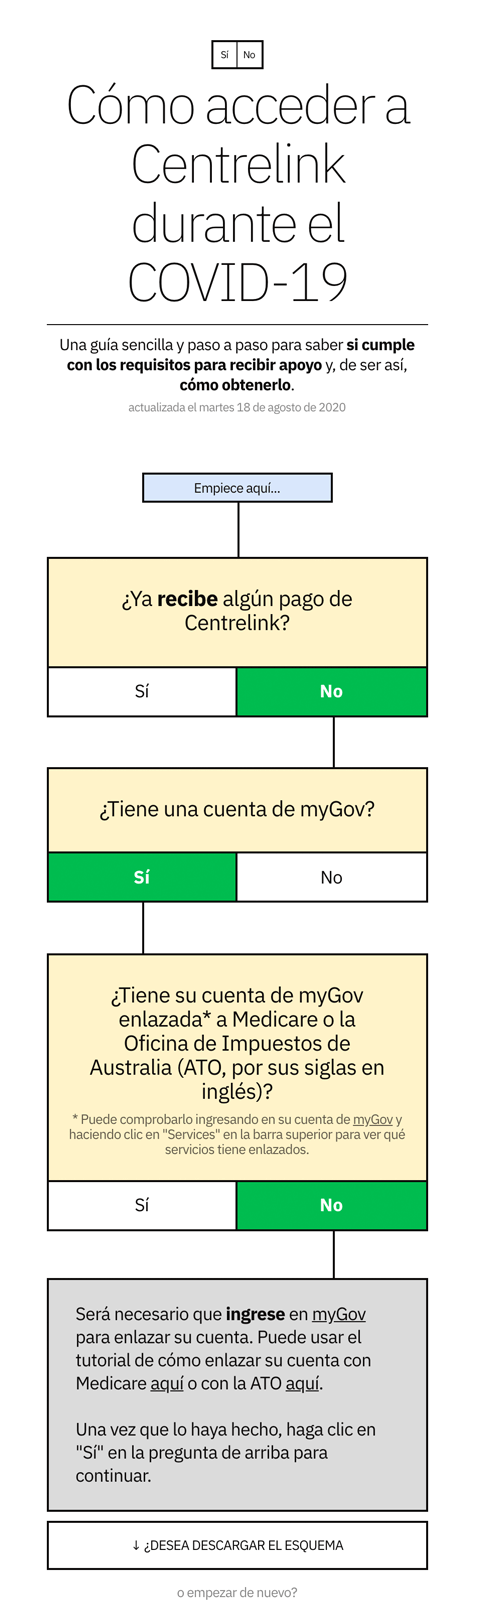 Sí No
Cómo acceder a
Centrelink
durante el
COVID-19
Una guía sencilla y paso a paso para saber si cumple
con los requisitos para recibir apoyo y, de ser así,
cómo obtenerlo.
actualizada el martes 18 de agosto de 2020
Empiece aquí...
¿Ya recibe algún pago de
Centrelink?
Sí No
¿Tiene una cuenta de myGov?
Sí No
¿Tiene su cuenta de myGov
enlazada* a Medicare o la
Oficina de Impuestos de
Australia (ATO, por sus siglas en
inglés)?
* Puede comprobarlo ingresando en su cuenta de myGov y
haciendo clic en "Services" en la barra superior para ver qué
servicios tiene enlazados.
Sí No
Será necesario que ingrese en myGov
para enlazar su cuenta. Puede usar el
tutorial de cómo enlazar su cuenta con
Medicare aquí o con la ATO aquí.
Una vez que lo haya hecho, haga clic en
"Sí" en la pregunta de arriba para
continuar.
↓ ¿DESEA DESCARGAR EL ESQUEMA
o empezar de nuevo?